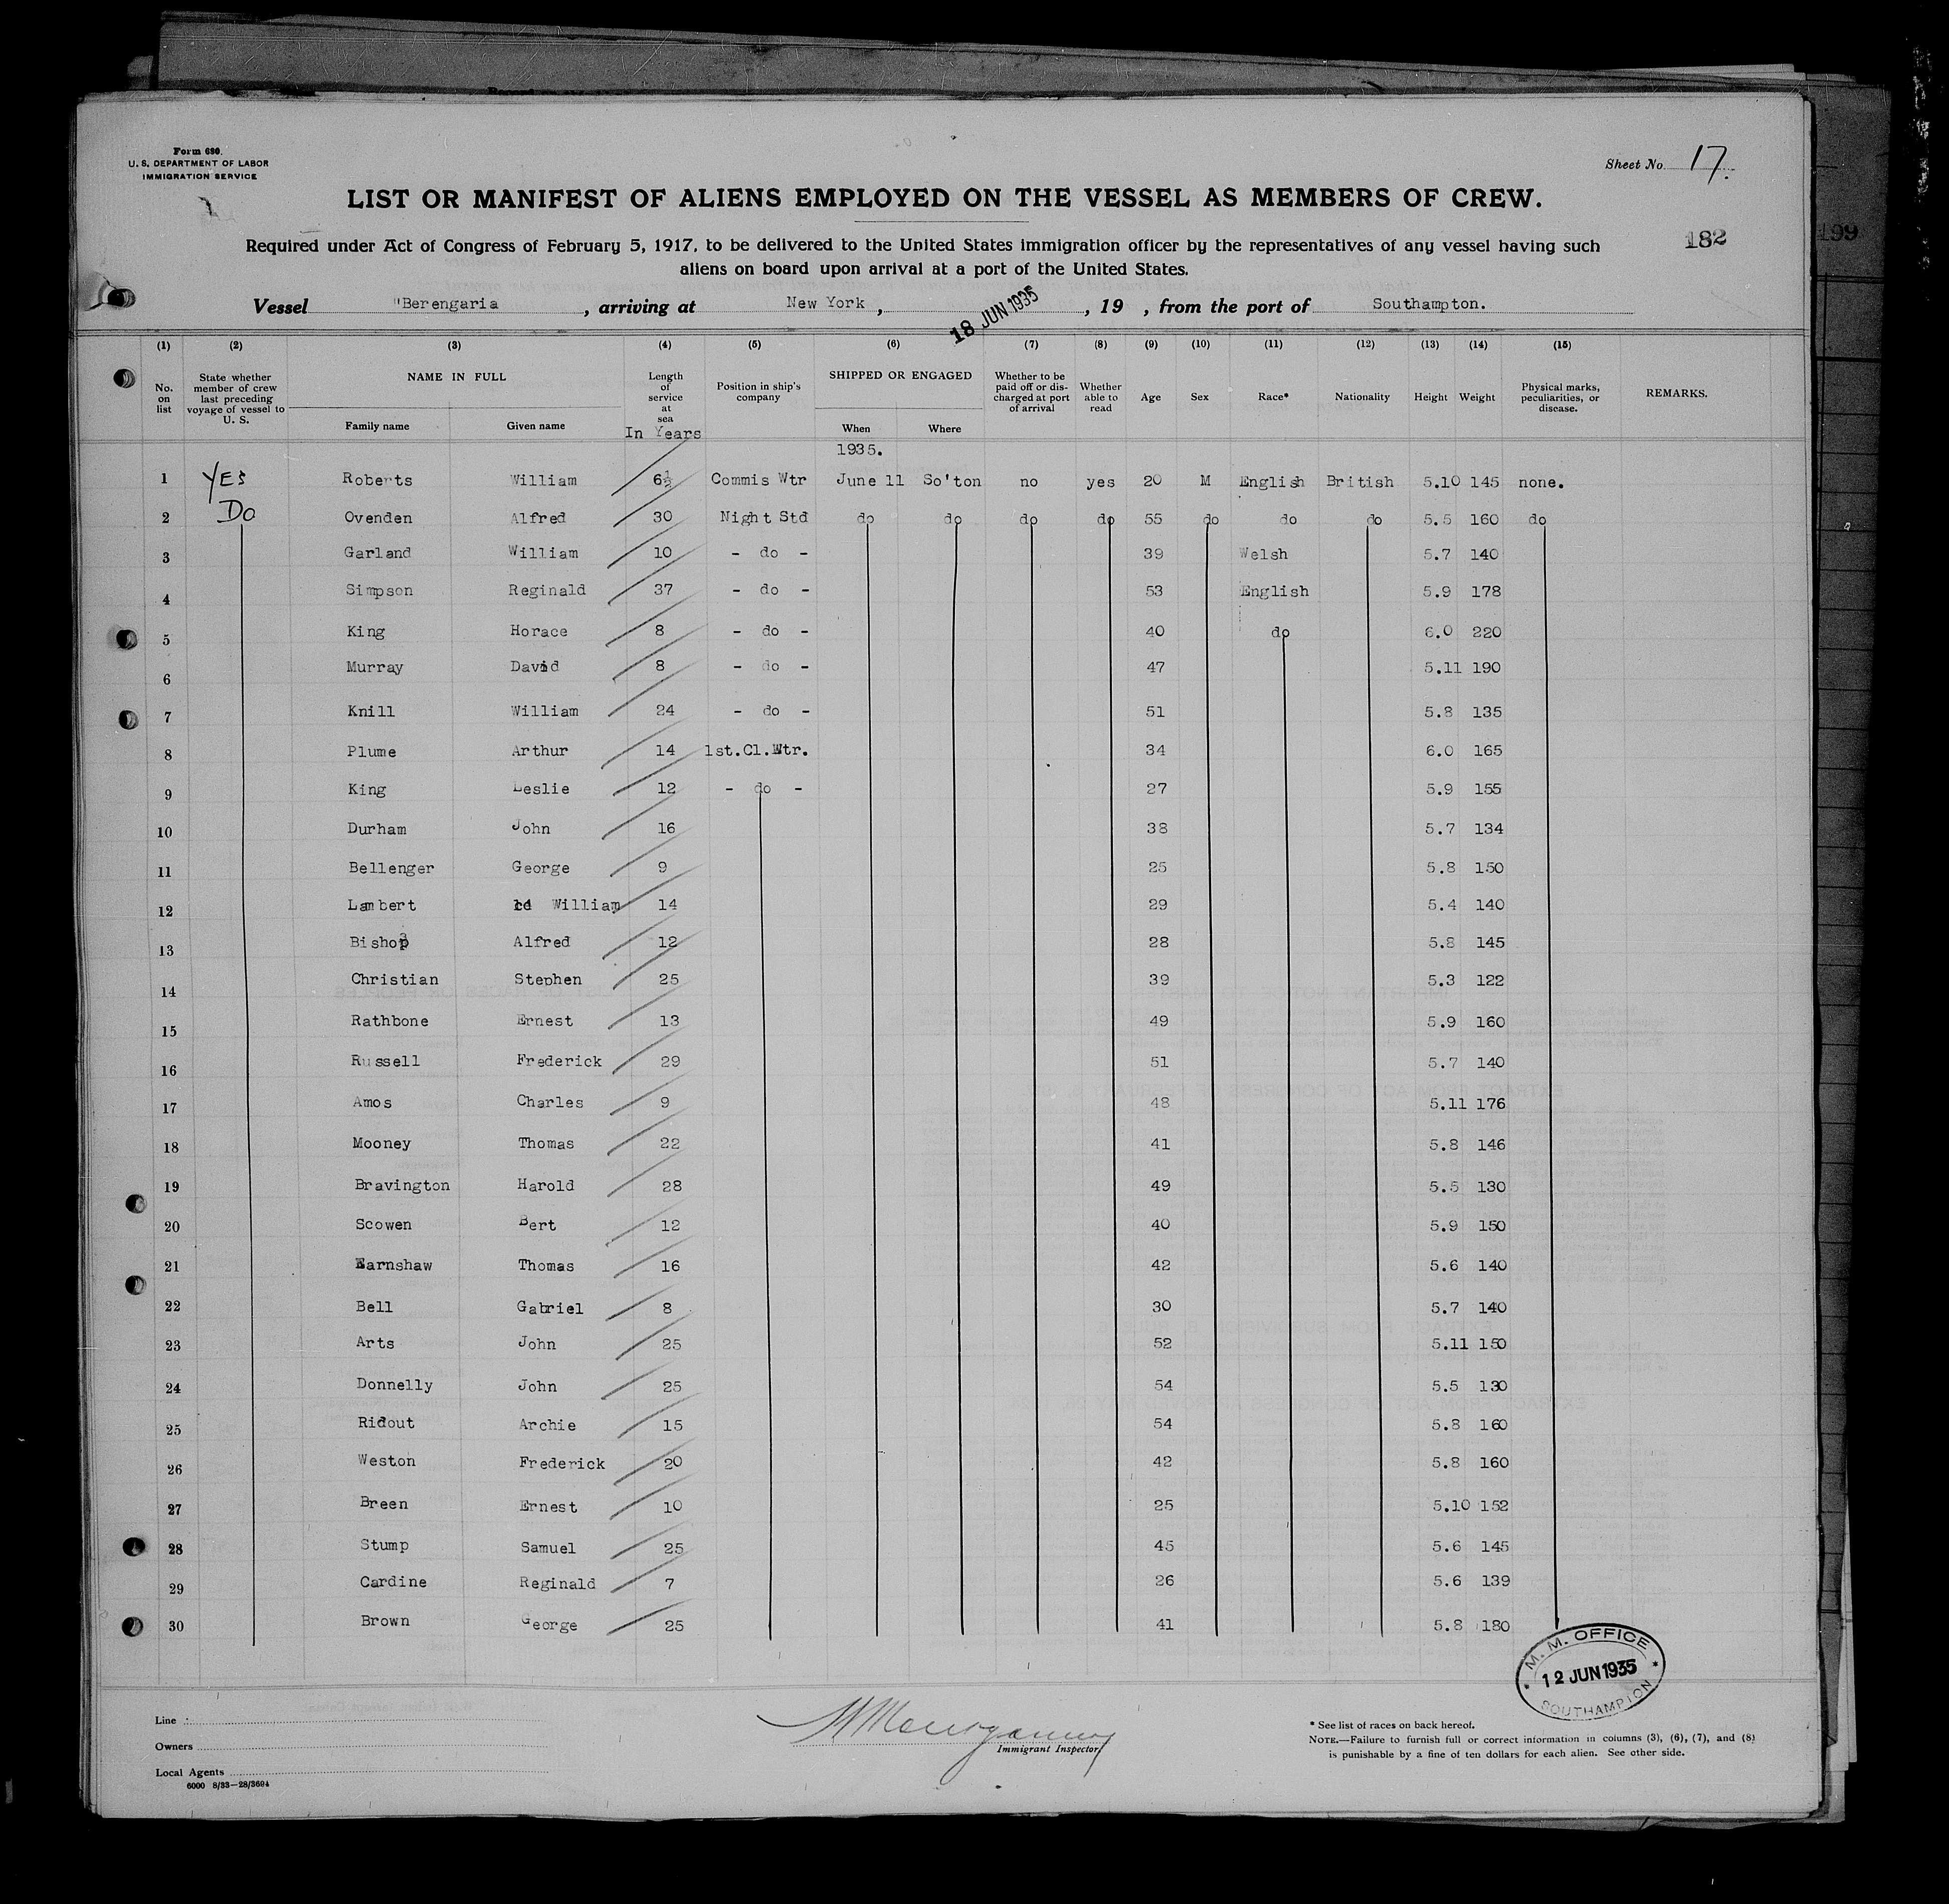 Form 680.
U. S. DEPARTMENT OF LABOR
IMMIGRATION SERVICE
Sheet No. 17.
LIST OR MANIFEST OF ALIENS EMPLOYED ON THE VESSEL AS MEMBERS OF CREW.
182
199
Required under Act of Congress of February 5, 1917, to be delivered to the United States immigration officer by the representatives of any vessel having such
aliens on board upon arrival at a port of the United States.
Vessel "Berengaria, arriving at New York, 18 JUN 1935, 19 , from the port of Southampton.
(1) (2) (3) (4) (5) (6) (7) (8) (9) (10) (11) (12) (13) (14) (15)
No. on list State whether member of crew last preceding voyage of vessel to U. S. NAME IN FULL Family name Given name Length of service at sea In Years Position in ship's company SHIPPED OR ENGAGED When Where Whether to be paid off or discharged at port of arrival Whether able to read Age Sex Race* Nationality Height Weight Physical marks, peculiarities, or disease. REMARKS.
1935.
1 YES Roberts William 6½ Commis Wtr June 11 So'ton no yes 20 M English British 5.10 145 none.
2 DO Ovenden Alfred 30 Night Std do do do do 55 do do do 5.5 160 do
3 Garland William 10 - do - 39 Welsh 5.7 140
4 Simpson Reginald 37 - do - 53 English 5.9 178
5 King Horace 8 - do - 40 do 6.0 220
6 Murray David 8 - do - 47 5.11 190
7 Knill William 24 - do - 51 5.8 135
8 Plume Arthur 14 1st.Cl.Wtr. 34 6.0 165
9 King Leslie 12 - do - 27 5.9 155
10 Durham John 16 38 5.7 134
11 Bellenger George 9 25 5.8 150
12 Lambert William 14 29 5.4 140
13 Bishop Alfred 12 28 5.8 145
14 Christian Stephen 25 39 5.3 122
15 Rathbone Ernest 13 49 5.9 160
16 Russell Frederick 29 51 5.7 140
17 Amos Charles 9 48 5.11 176
18 Mooney Thomas 22 41 5.8 146
19 Bravington Harold 28 49 5.5 130
20 Scowen Bert 12 40 5.9 150
21 Earnshaw Thomas 16 42 5.6 140
22 Bell Gabriel 8 30 5.7 140
23 Arts John 25 52 5.11 150
24 Donnelly John 25 54 5.5 130
25 Ridout Archie 15 54 5.8 160
26 Weston Frederick 20 42 5.8 160
27 Breen Ernest 10 25 5.10 152
28 Stump Samuel 25 45 5.6 145
29 Cardine Reginald 7 26 5.6 139
30 Brown George 25 41 5.8 180
M. M. OFFICE
12 JUN 1935
SOUTHAMPTON
Line
Owners
Local Agents
6000 8/33—28/3694
Immigrant Inspector
* See list of races on back hereof.
NOTE.—Failure to furnish full or correct information in columns (3), (6), (7), and (8)
is punishable by a fine of ten dollars for each alien. See other side.